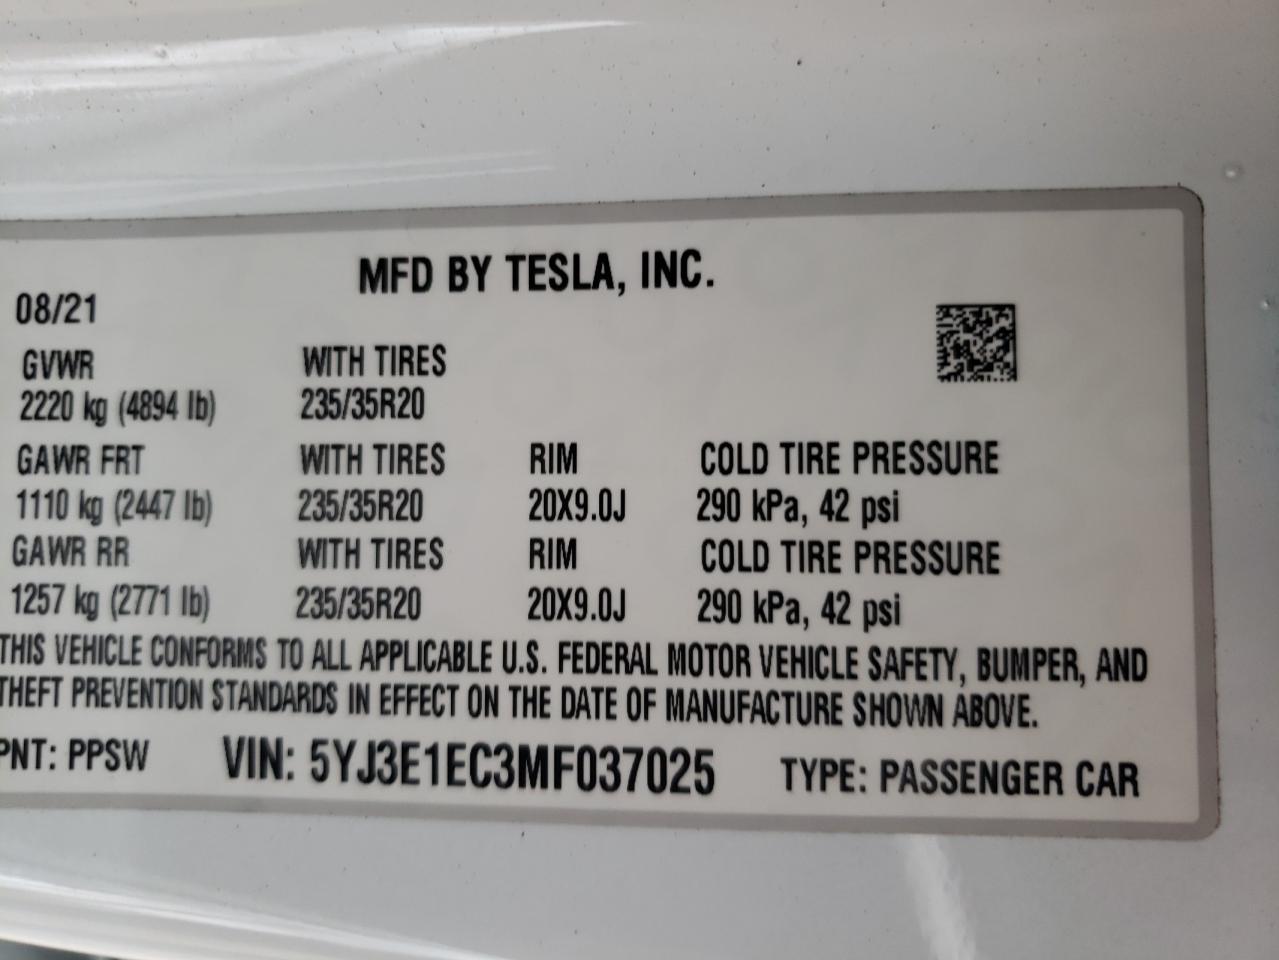 MFD BY TESLA, INC.
08/21
GVWR WITH TIRES
2220 kg (4894 lb) 235/35R20
GAWR FRT WITH TIRES RIM COLD TIRE PRESSURE
1110 kg (2447 lb) 235/35R20 20X9.0J 290 kPa, 42 psi
GAWR RR WITH TIRES RIM COLD TIRE PRESSURE
1257 kg (2771 lb) 235/35R20 20X9.0J 290 kPa, 42 psi
THIS VEHICLE CONFORMS TO ALL APPLICABLE U.S. FEDERAL MOTOR VEHICLE SAFETY, BUMPER, AND
THEFT PREVENTION STANDARDS IN EFFECT ON THE DATE OF MANUFACTURE SHOWN ABOVE.
PNT: PPSW VIN: 5YJ3E1EC3MF037025 TYPE: PASSENGER CAR